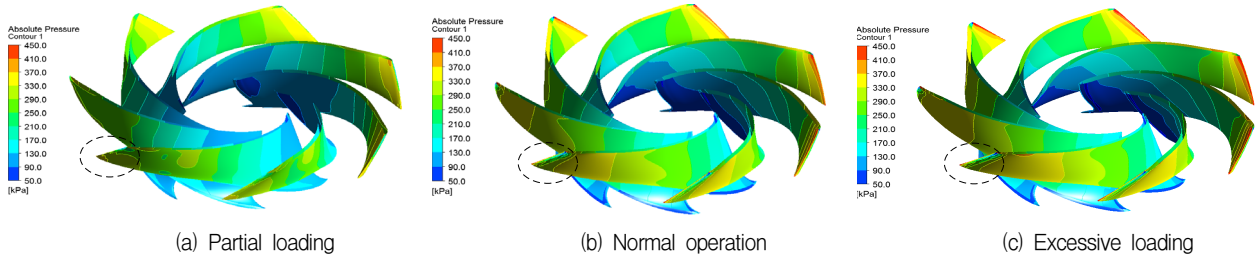 Absolute Pressure
Contour 1
450.0
410.0
370.0
330.0
290.0
250.0
210.0
170.0
130.0
90.0
50.0
[kPa]
(a) Partial loading
Absolute Pressure
Contour 1
450.0
410.0
370.0
330.0
290.0
250.0
210.0
170.0
130.0
90.0
50.0
[kPa]
(b) Normal operation
Absolute Pressure
Contour 1
450.0
410.0
370.0
330.0
290.0
250.0
210.0
170.0
130.0
90.0
50.0
[kPa]
(c) Excessive loading